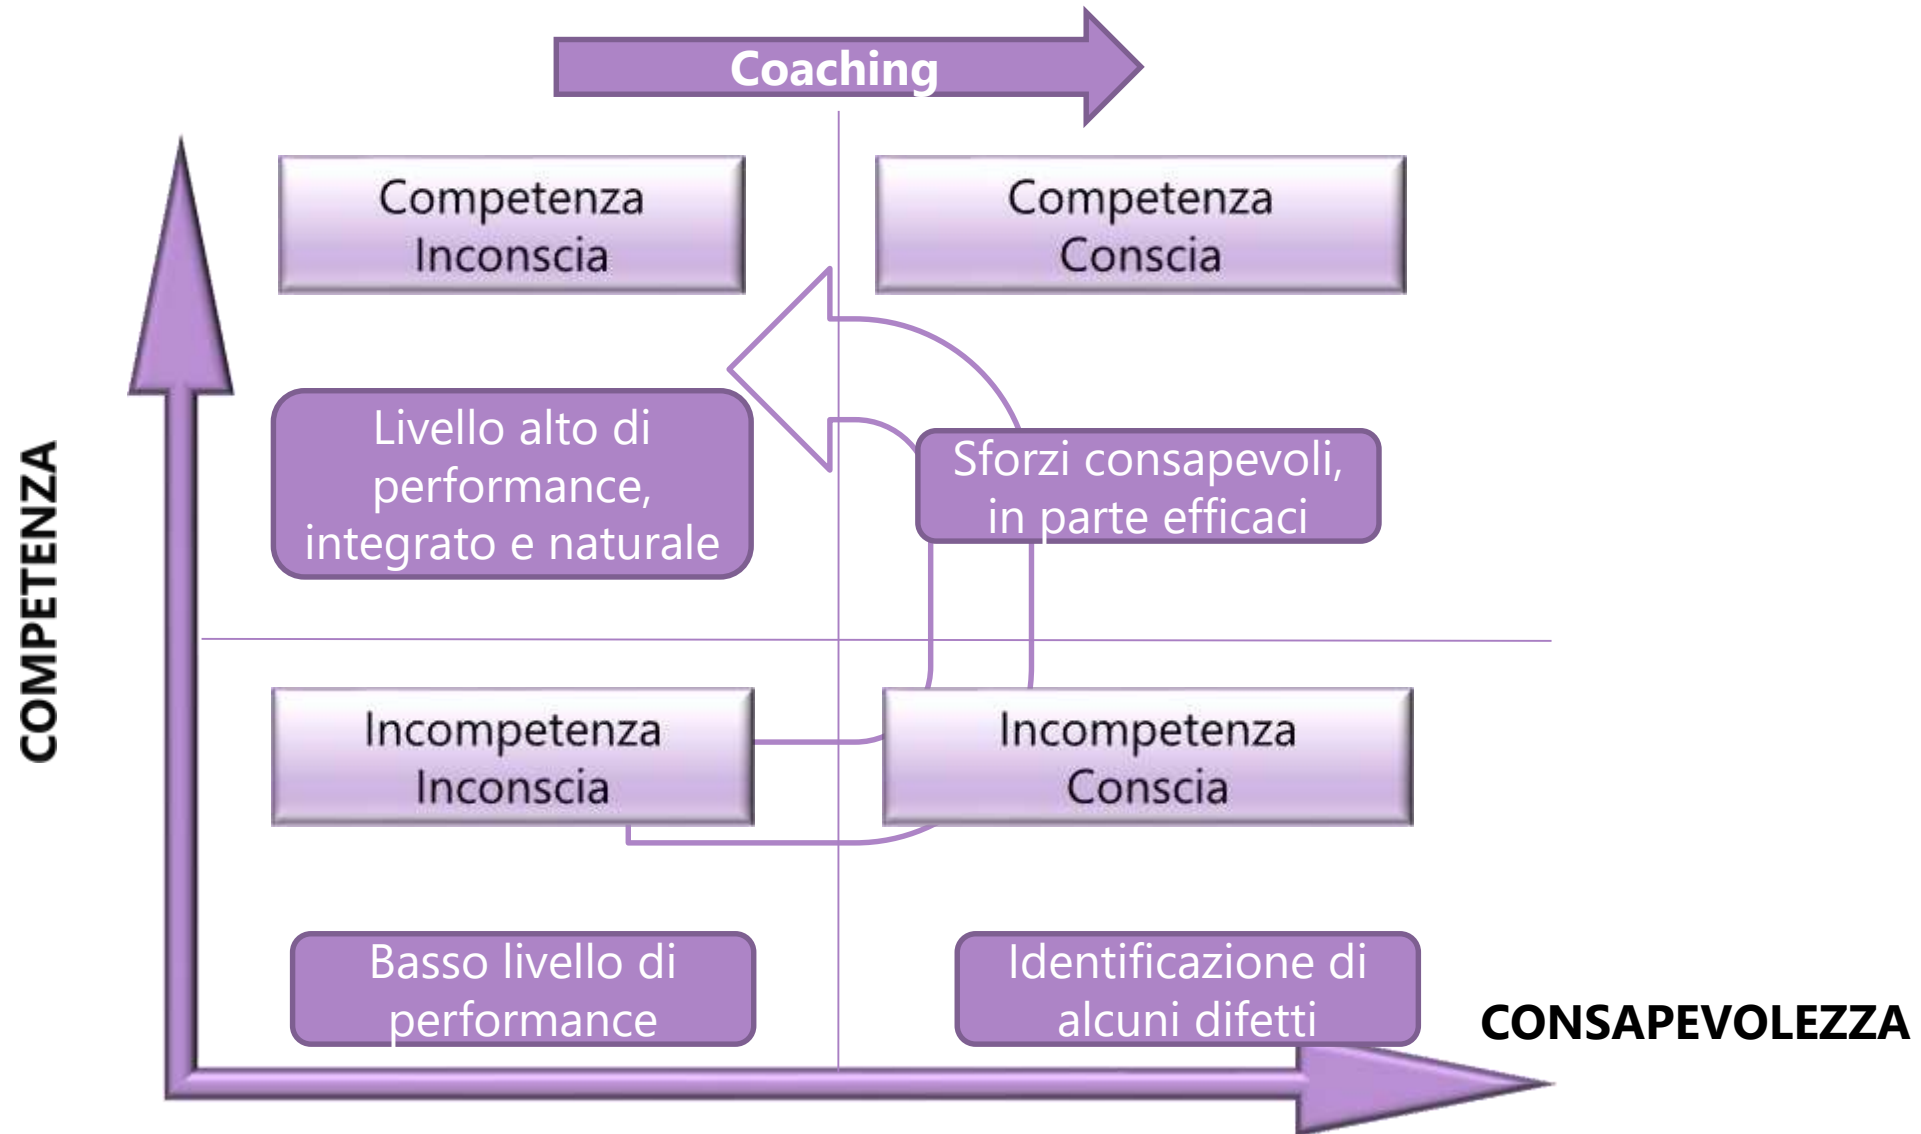 Coaching
Competenza
Inconscia
Competenza
Conscia
Livello alto di
performance,
integrato e naturale
Sforzi consapevoli,
in parte efficaci
COMPETENZA
Incompetenza
Inconscia
Incompetenza
Conscia
Basso livello di
performance
Identificazione di
alcuni difetti
CONSAPEVOLEZZA